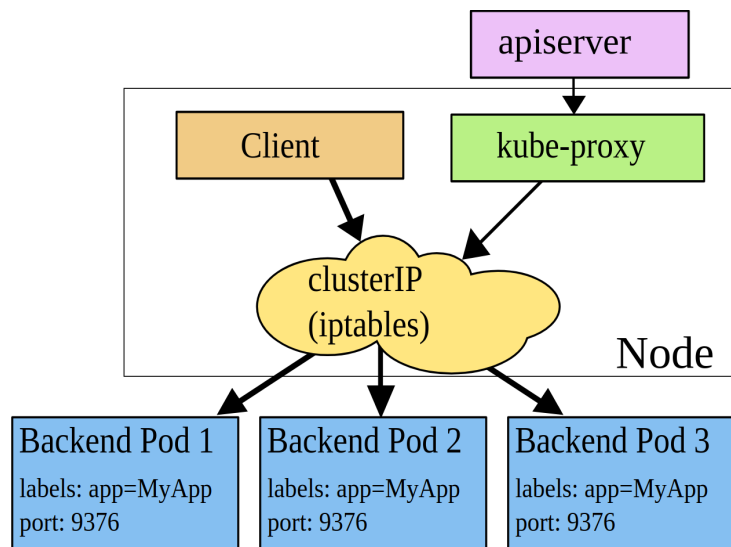 apiserver
Client
kube-proxy
clusterIP
(iptables)
Node
Backend Pod 1
labels: app=MyApp
port: 9376
Backend Pod 2
labels: app=MyApp
port: 9376
Backend Pod 3
labels: app=MyApp
port: 9376